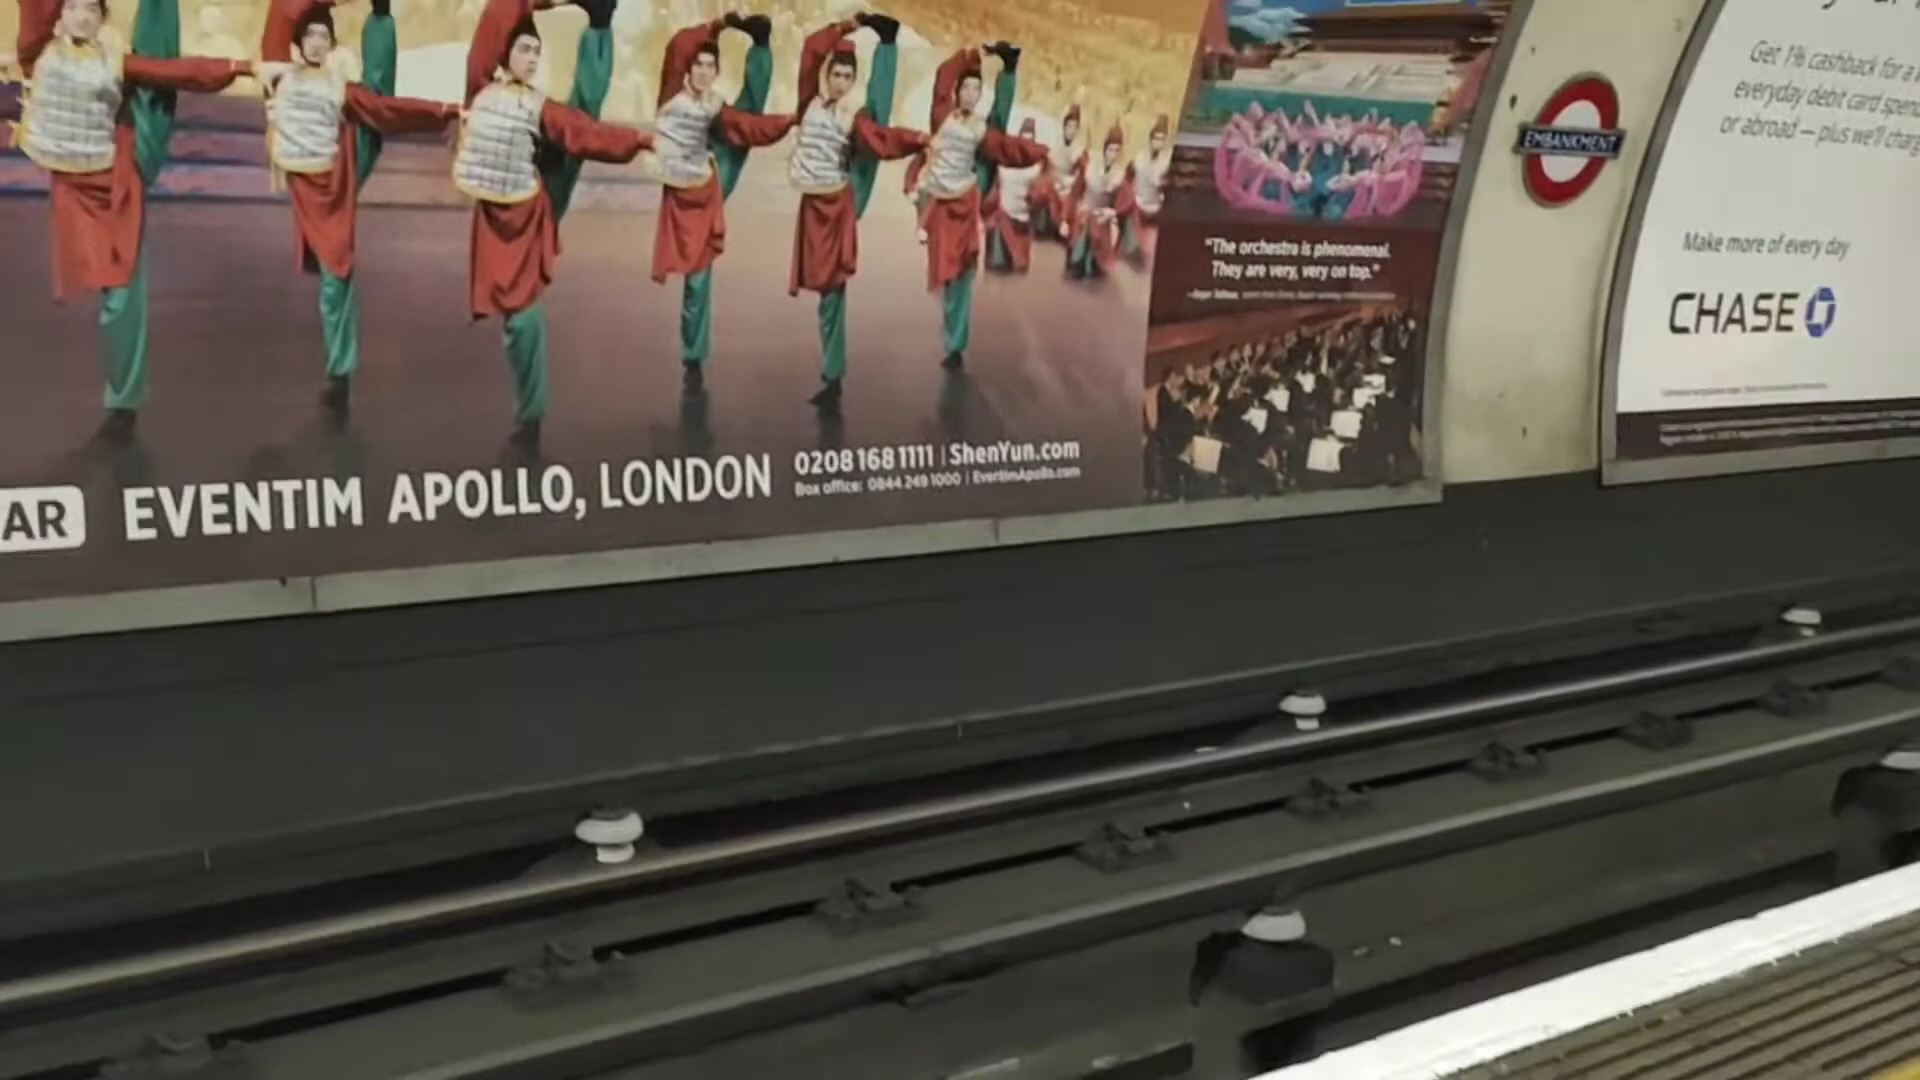 AR
EVENTIM APOLLO, LONDON
0208 168 1111 | ShenYun.com
Box office: 0844 249 1000 | EventimApollo.com
"The orchestra is phenomenal.
They are very, very on top."
EMBANKMENT
Get 1% cashback for a
everyday debit card spend
or abroad – plus we'll charg
Make more of every day
CHASE